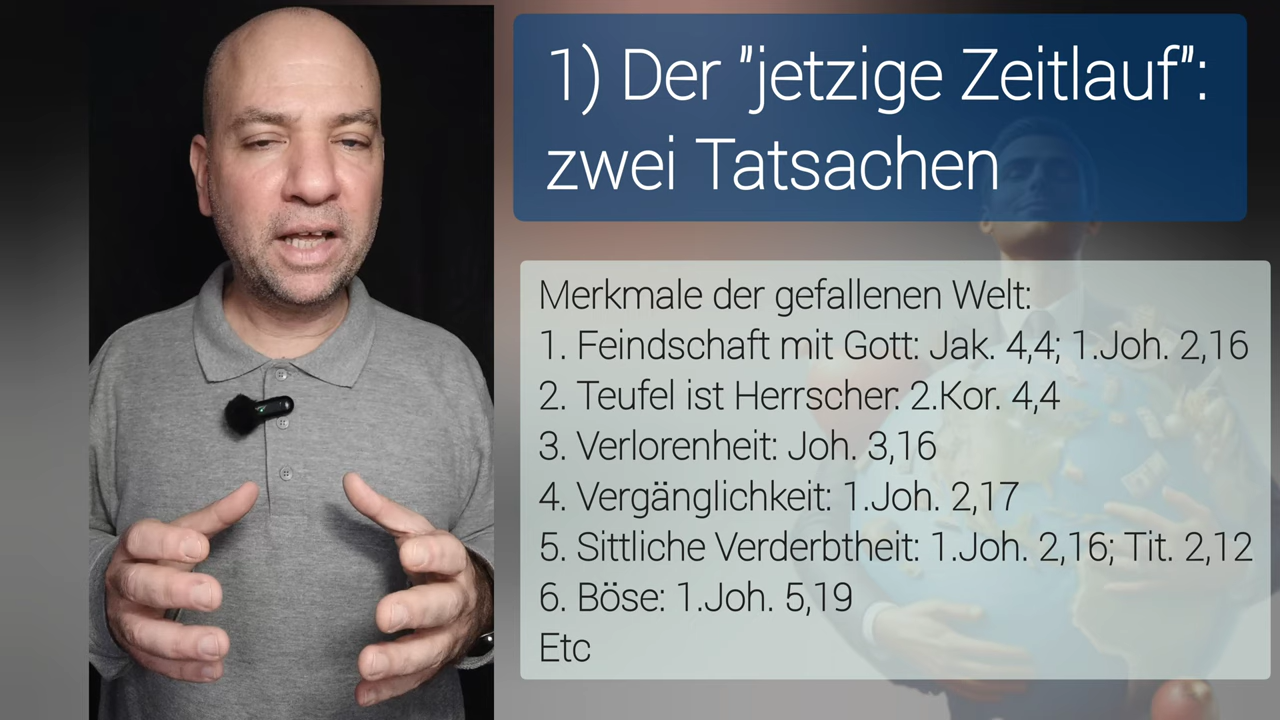 1) Der "jetzige Zeitlauf":
zwei Tatsachen
Merkmale der gefallenen Welt:
1. Feindschaft mit Gott: Jak. 4,4; 1.Joh. 2,16
2. Teufel ist Herrscher: 2.Kor. 4,4
3. Verlorenheit: Joh. 3,16
4. Vergänglichkeit: 1.Joh. 2,17
5. Sittliche Verderbtheit: 1.Joh. 2,16; Tit. 2,12
6. Böse: 1.Joh. 5,19
Etc